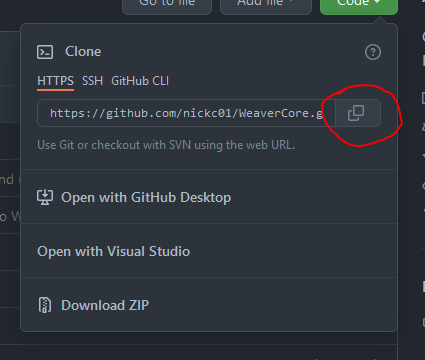 Go to file Add file Code
Clone
HTTPS SSH GitHub CLI
https://github.com/nickc01/WeaverCore.g
Use Git or checkout with SVN using the web URL.
Open with GitHub Desktop
Open with Visual Studio
Download ZIP